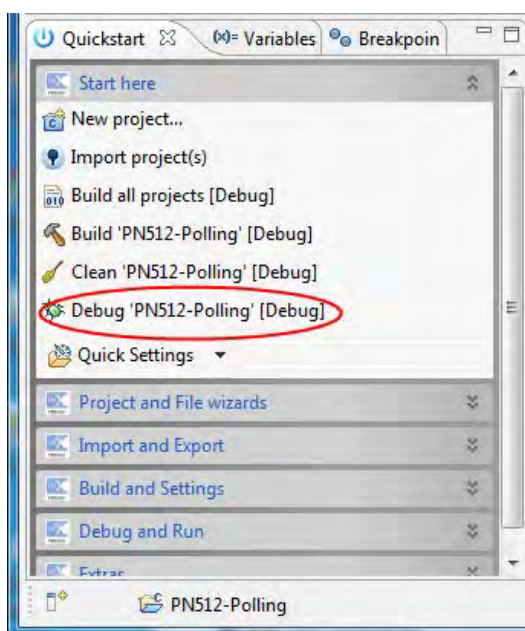 Quickstart (x)= Variables Breakpoin
Start here
New project...
Import project(s)
Build all projects [Debug]
Build 'PN512-Polling' [Debug]
Clean 'PN512-Polling' [Debug]
Debug 'PN512-Polling' [Debug]
Quick Settings
Project and File wizards
Import and Export
Build and Settings
Debug and Run
Extras
PN512-Polling